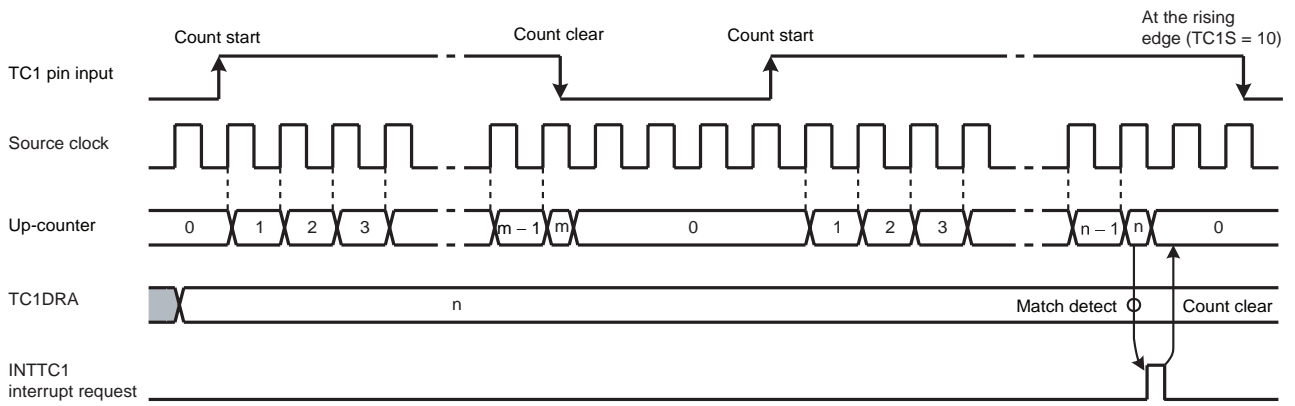 At the rising
edge (TC1S = 10)
Count start
Count clear
Count start
TC1 pin input
Source clock
Up-counter
0 1 2 3 m – 1 m 0 1 2 3 n – 1 n 0
TC1DRA
n
Match detect
Count clear
INTTC1
interrupt request